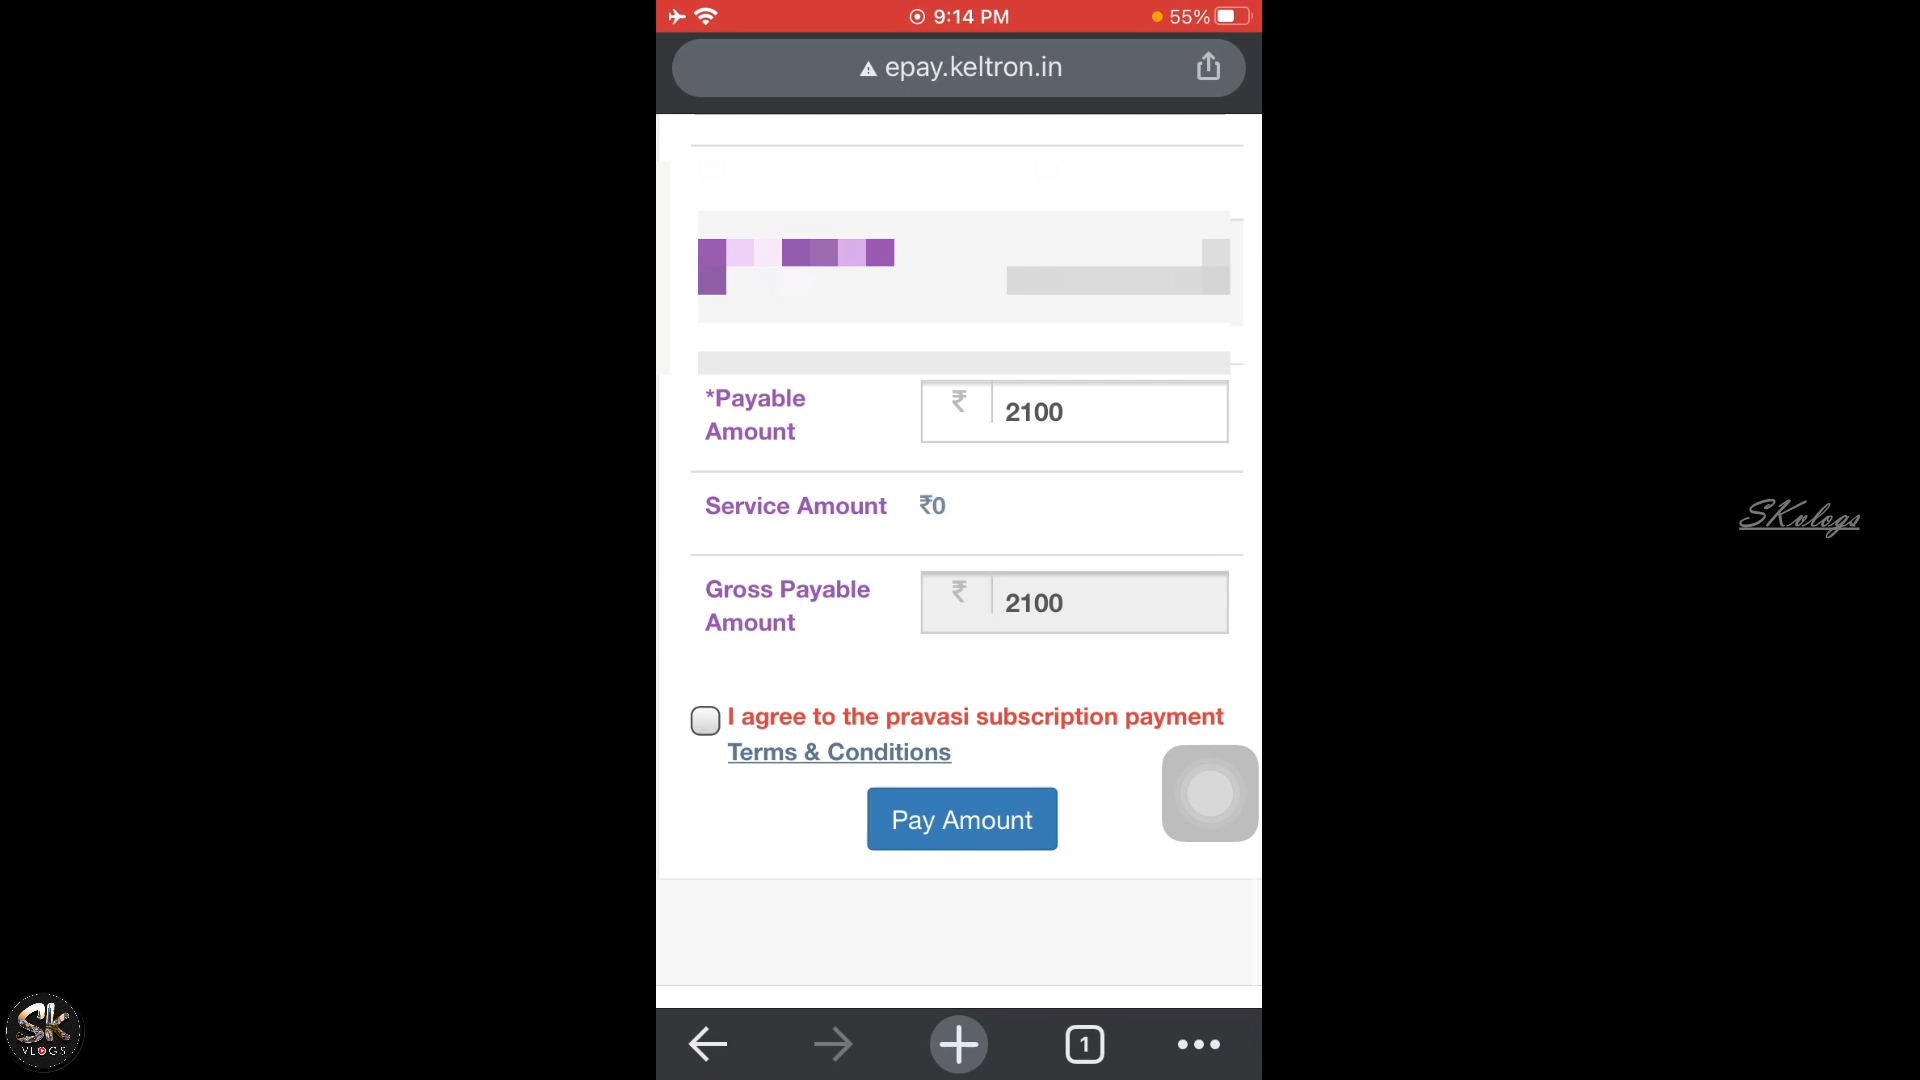 9:14 PM
55%
epay.keltron.in
*Payable
Amount
₹ 2100
Service Amount ₹0
Gross Payable
Amount
₹ 2100
I agree to the pravasi subscription payment
Terms & Conditions
Pay Amount
1
SKvlogs
SK
VLOGS